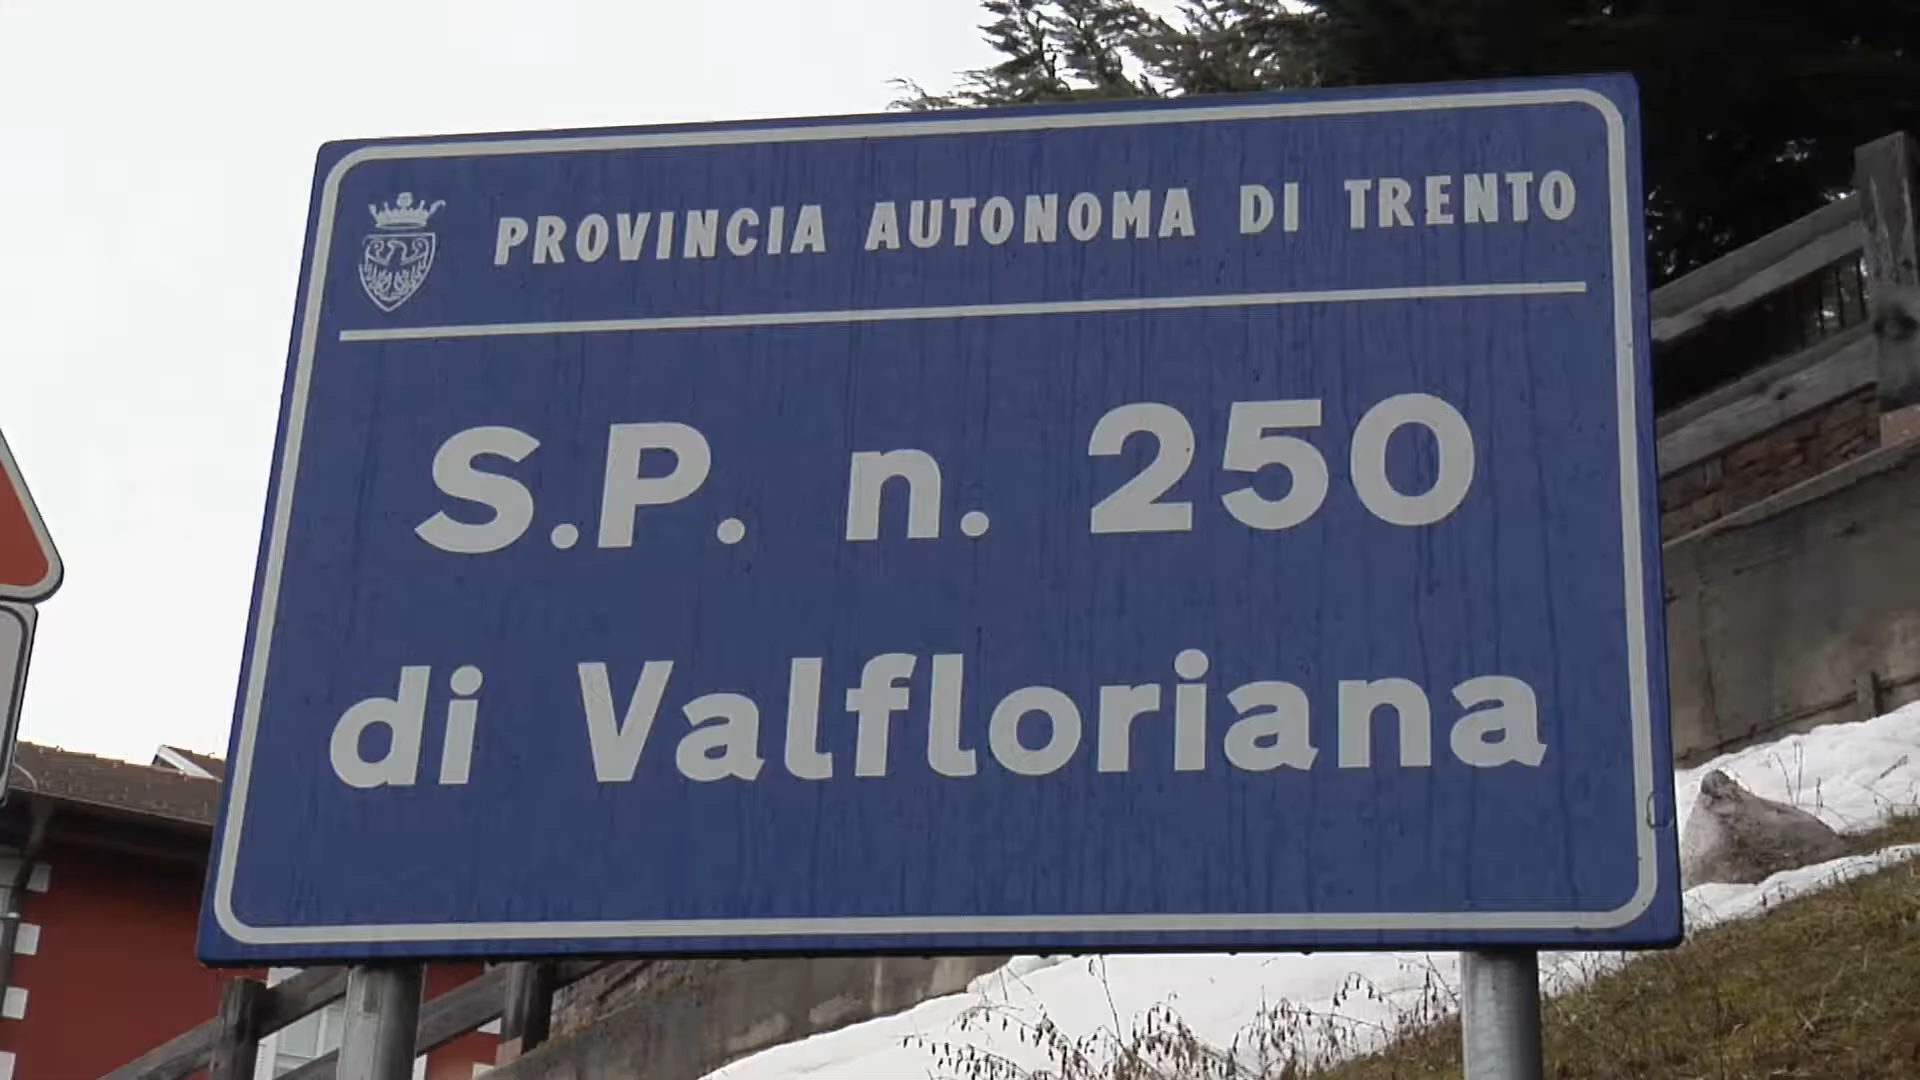 PROVINCIA AUTONOMA DI TRENTO
S.P. n. 250
di Valfloriana